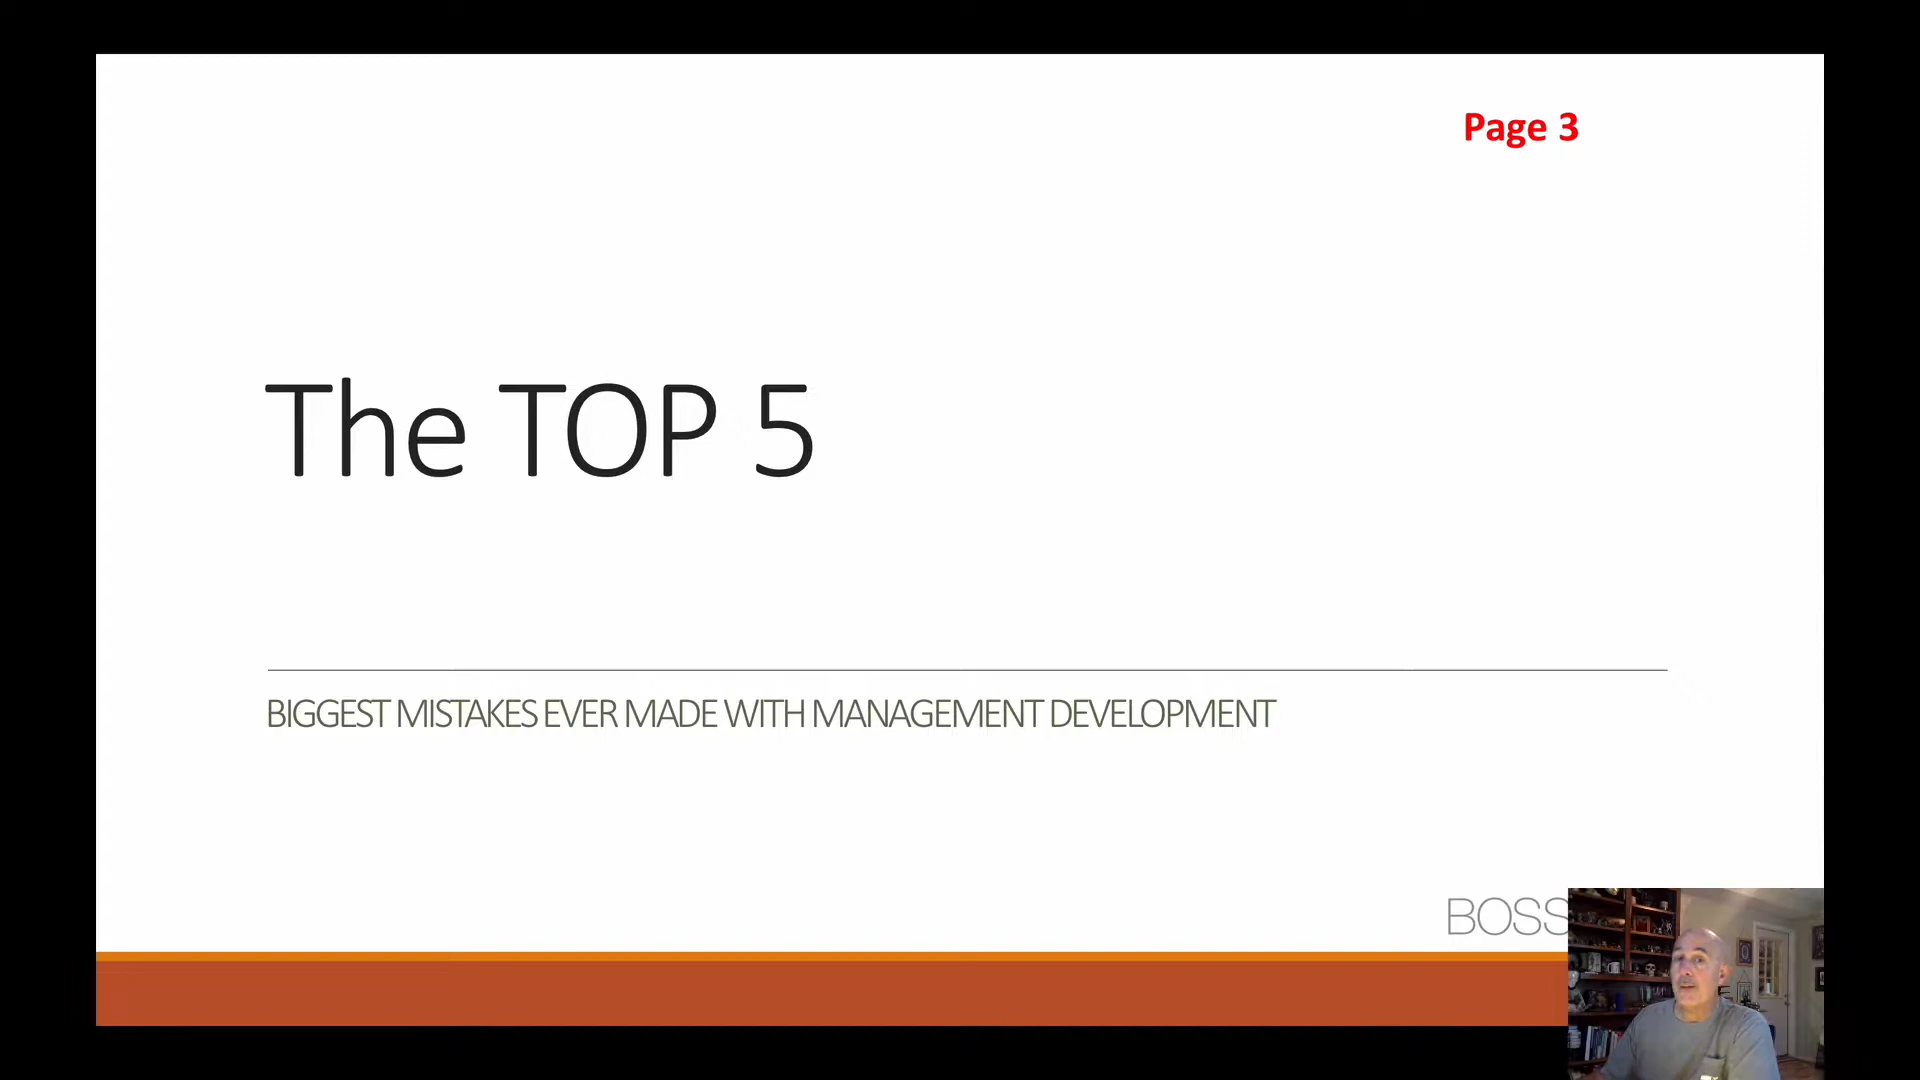 Page 3
The TOP 5
BIGGEST MISTAKES EVER MADE WITH MANAGEMENT DEVELOPMENT
BOSS